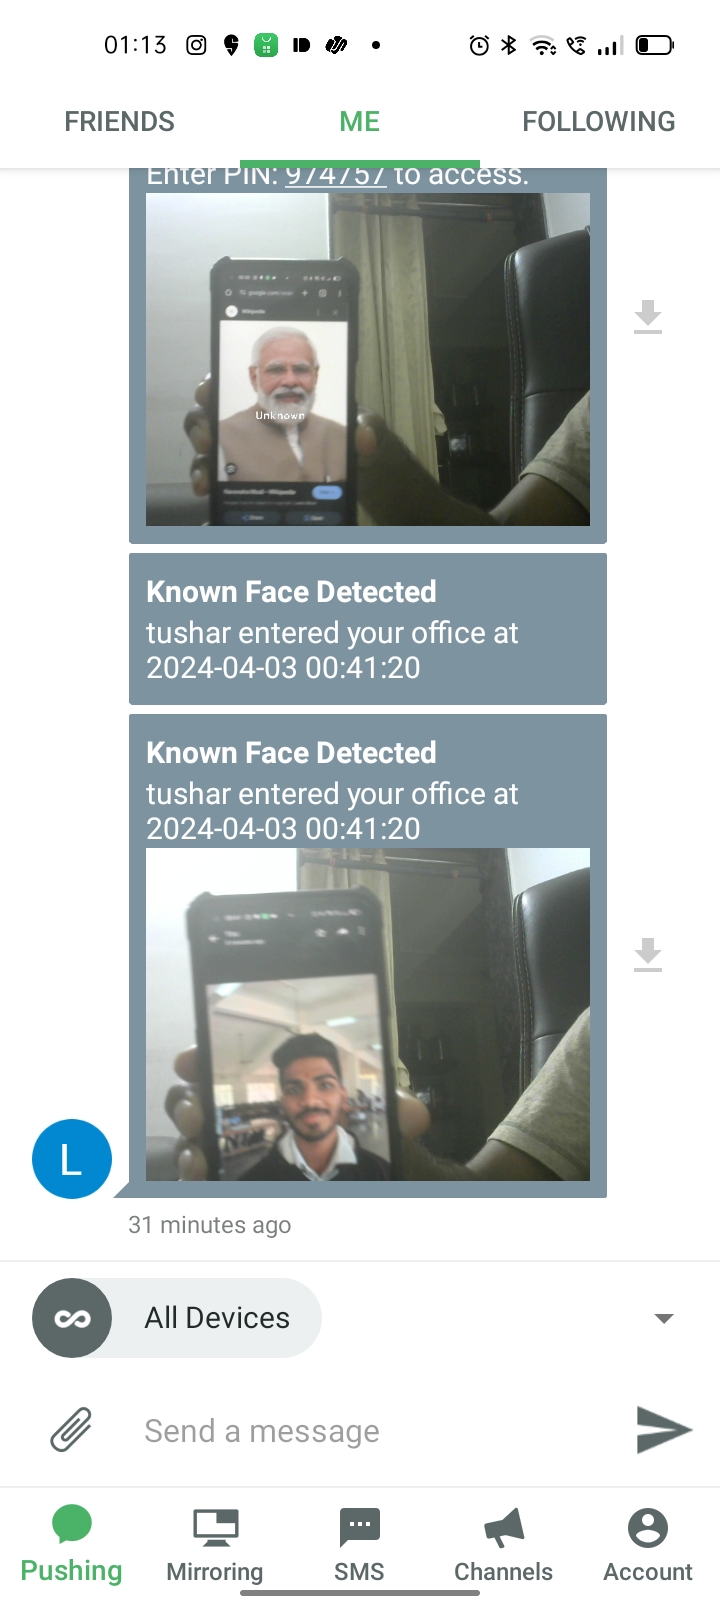 01:13
FRIENDS
ME
FOLLOWING
Enter PIN: 974757 to access.
Wikipedia
Unknown
Known Face Detected
tushar entered your office at
2024-04-03 00:41:20
Known Face Detected
tushar entered your office at
2024-04-03 00:41:20
L
31 minutes ago
All Devices
Send a message
Pushing
Mirroring
SMS
Channels
Account